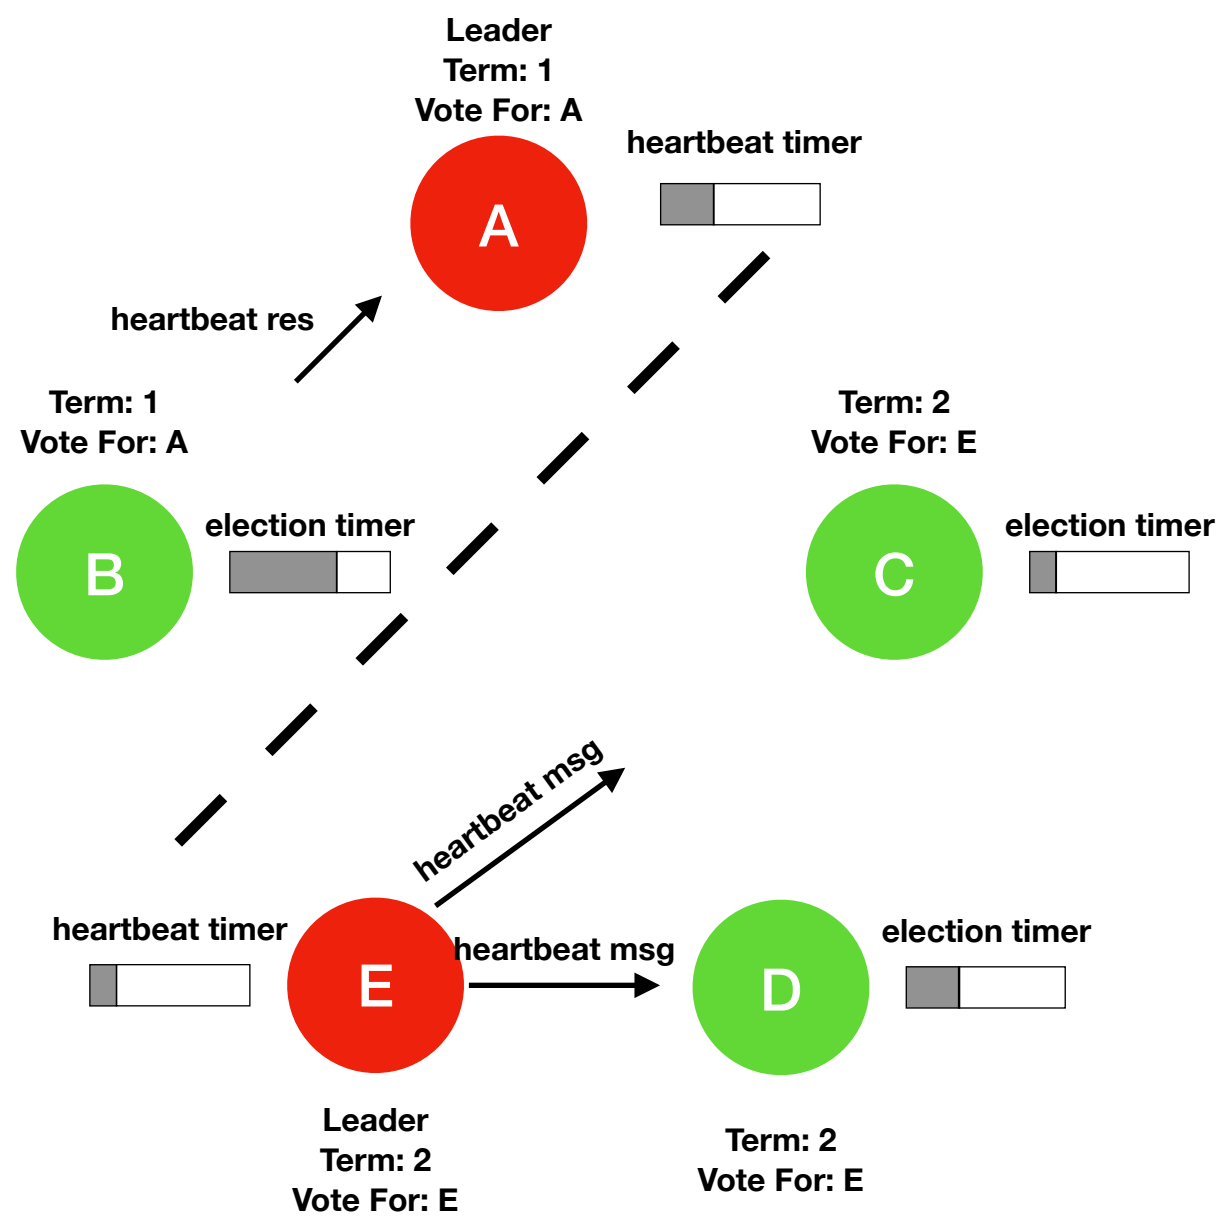 Leader
Term: 1
Vote For: A
heartbeat timer
A
heartbeat res
Term: 1
Vote For: A
Term: 2
Vote For: E
election timer
election timer
B
C
heartbeat msg
heartbeat timer
heartbeat msg
election timer
E
D
Leader
Term: 2
Vote For: E
Term: 2
Vote For: E